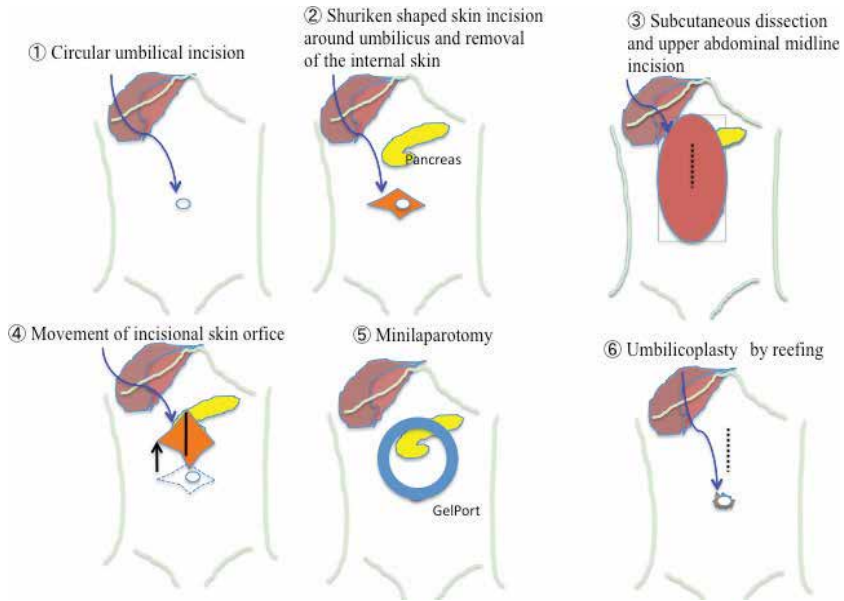 ① Circular umbilical incision
② Shuriken shaped skin incision
around umbilicus and removal
of the internal skin
Pancreas
③ Subcutaneous dissection
and upper abdominal midline
incision
④ Movement of incisional skin orfice
⑤ Minilaparotomy
GelPort
⑥ Umbilicoplasty by reefing